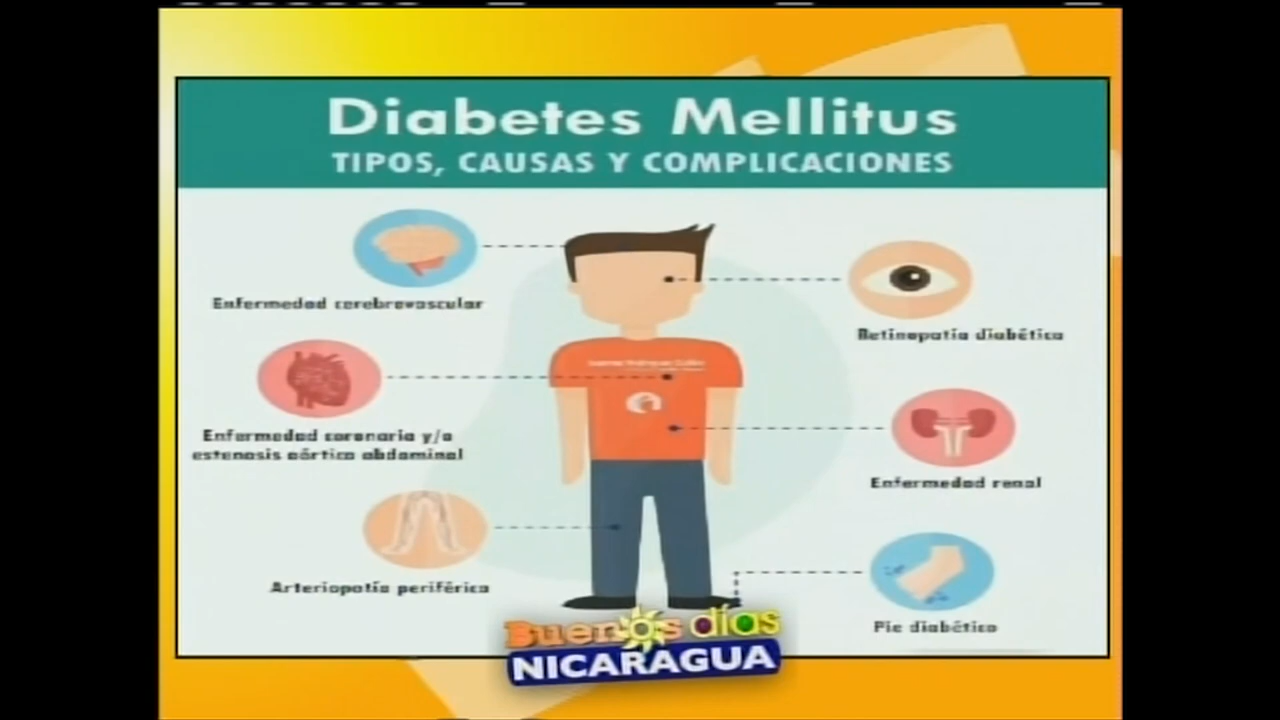 Diabetes Mellitus
TIPOS, CAUSAS Y COMPLICACIONES
Enfermedad cerebrovascular
Retinopatía diabética
Enfermedad coronaria y/o
estenosis aórtica abdominal
Enfermedad renal
Arteriopatía periférica
Pie diabético
Buenos días
NICARAGUA